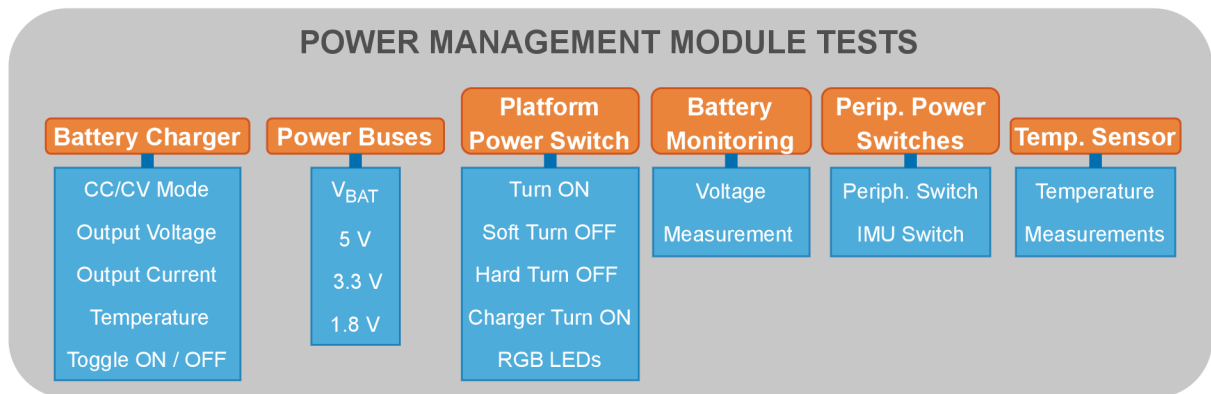 POWER MANAGEMENT MODULE TESTS
Battery Charger
CC/CV Mode
Output Voltage
Output Current
Temperature
Toggle ON / OFF
Power Buses
VBAT
5 V
3.3 V
1.8 V
Platform
Power Switch
Turn ON
Soft Turn OFF
Hard Turn OFF
Charger Turn ON
RGB LEDs
Battery
Monitoring
Voltage
Measurement
Perip. Power
Switches
Periph. Switch
IMU Switch
Temp. Sensor
Temperature
Measurements